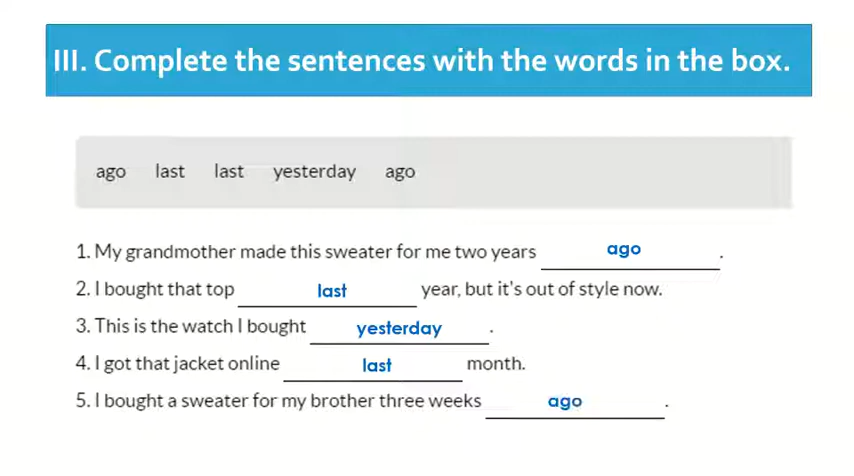 III. Complete the sentences with the words in the box.
ago last last yesterday ago
1. My grandmother made this sweater for me two years ago.
2. I bought that top last year, but it's out of style now.
3. This is the watch I bought yesterday.
4. I got that jacket online last month.
5. I bought a sweater for my brother three weeks ago.